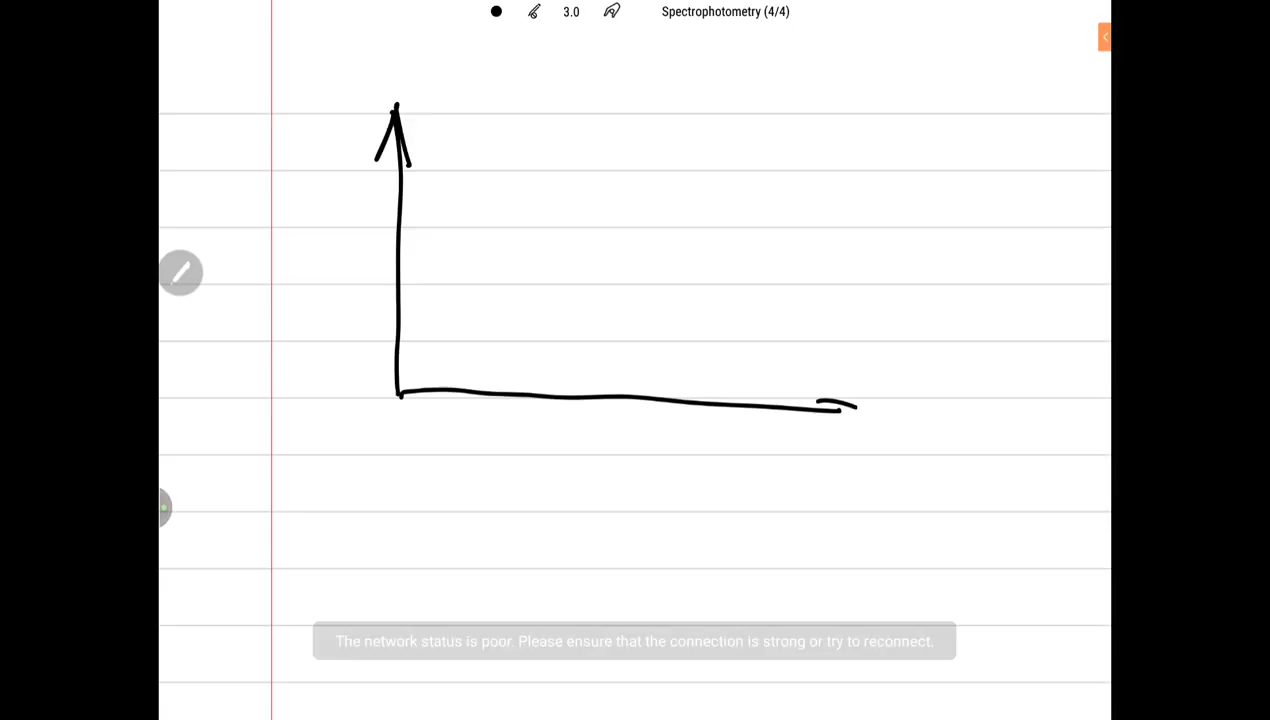 3.0 Spectrophotometry (4/4)
The network status is poor. Please ensure that the connection is strong or try to reconnect.